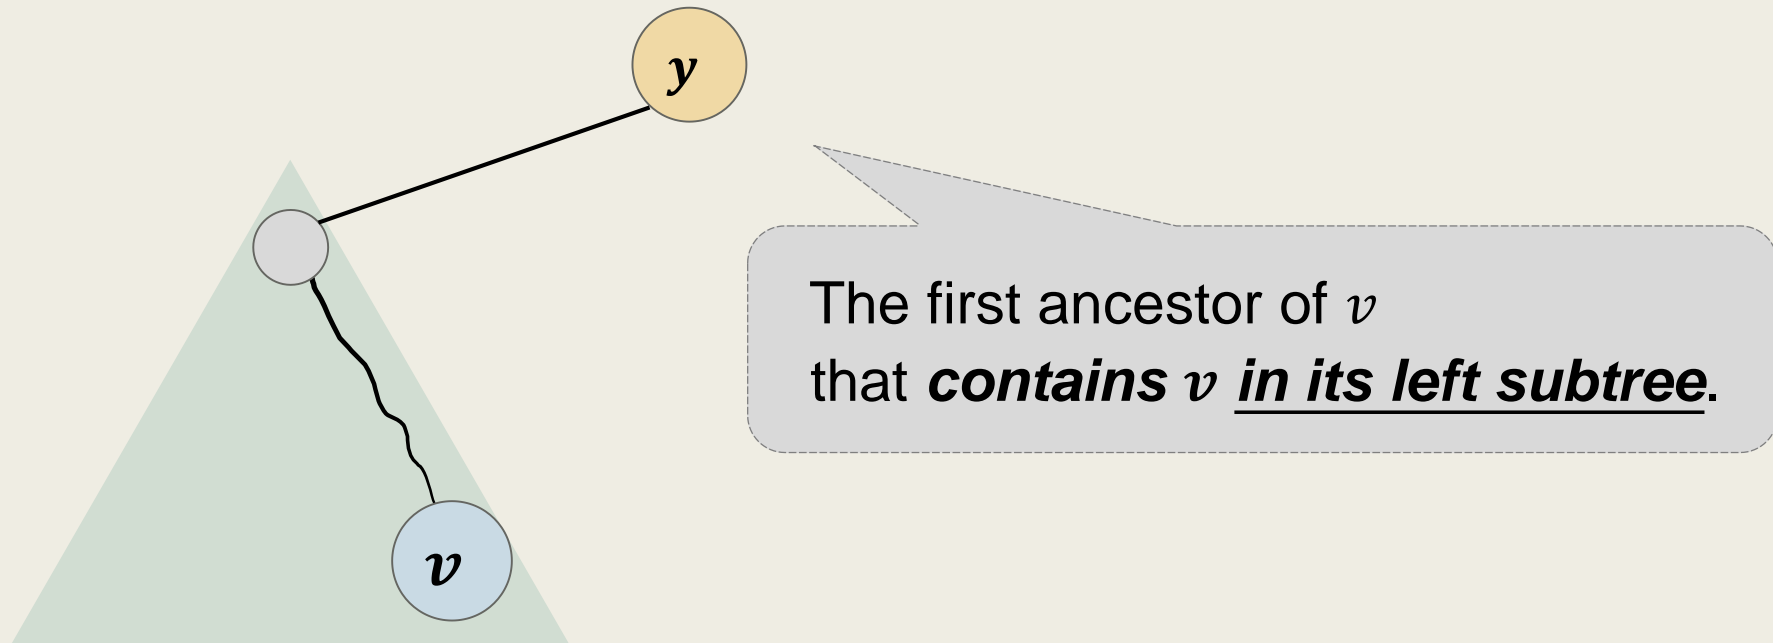 y
The first ancestor of v
that contains v in its left subtree.
v